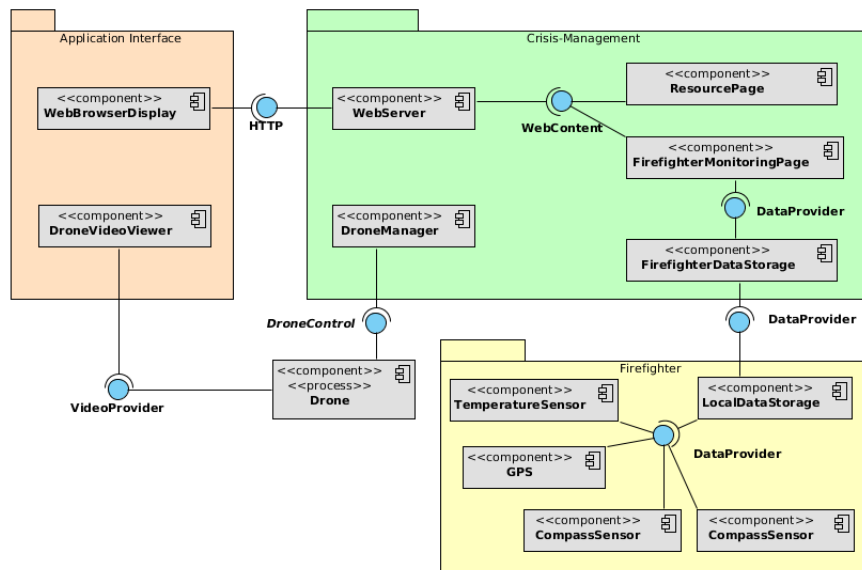 Application Interface
Crisis-Management
<<component>>
WebBrowserDisplay
HTTP
<<component>>
WebServer
WebContent
<<component>>
ResourcePage
<<component>>
FirefighterMonitoringPage
DataProvider
<<component>>
DroneVideoViewer
<<component>>
DroneManager
<<component>>
FirefighterDataStorage
DroneControl
DataProvider
VideoProvider
<<component>>
<<process>>
Drone
Firefighter
<<component>>
TemperatureSensor
<<component>>
LocalDataStorage
<<component>>
GPS
DataProvider
<<component>>
CompassSensor
<<component>>
CompassSensor